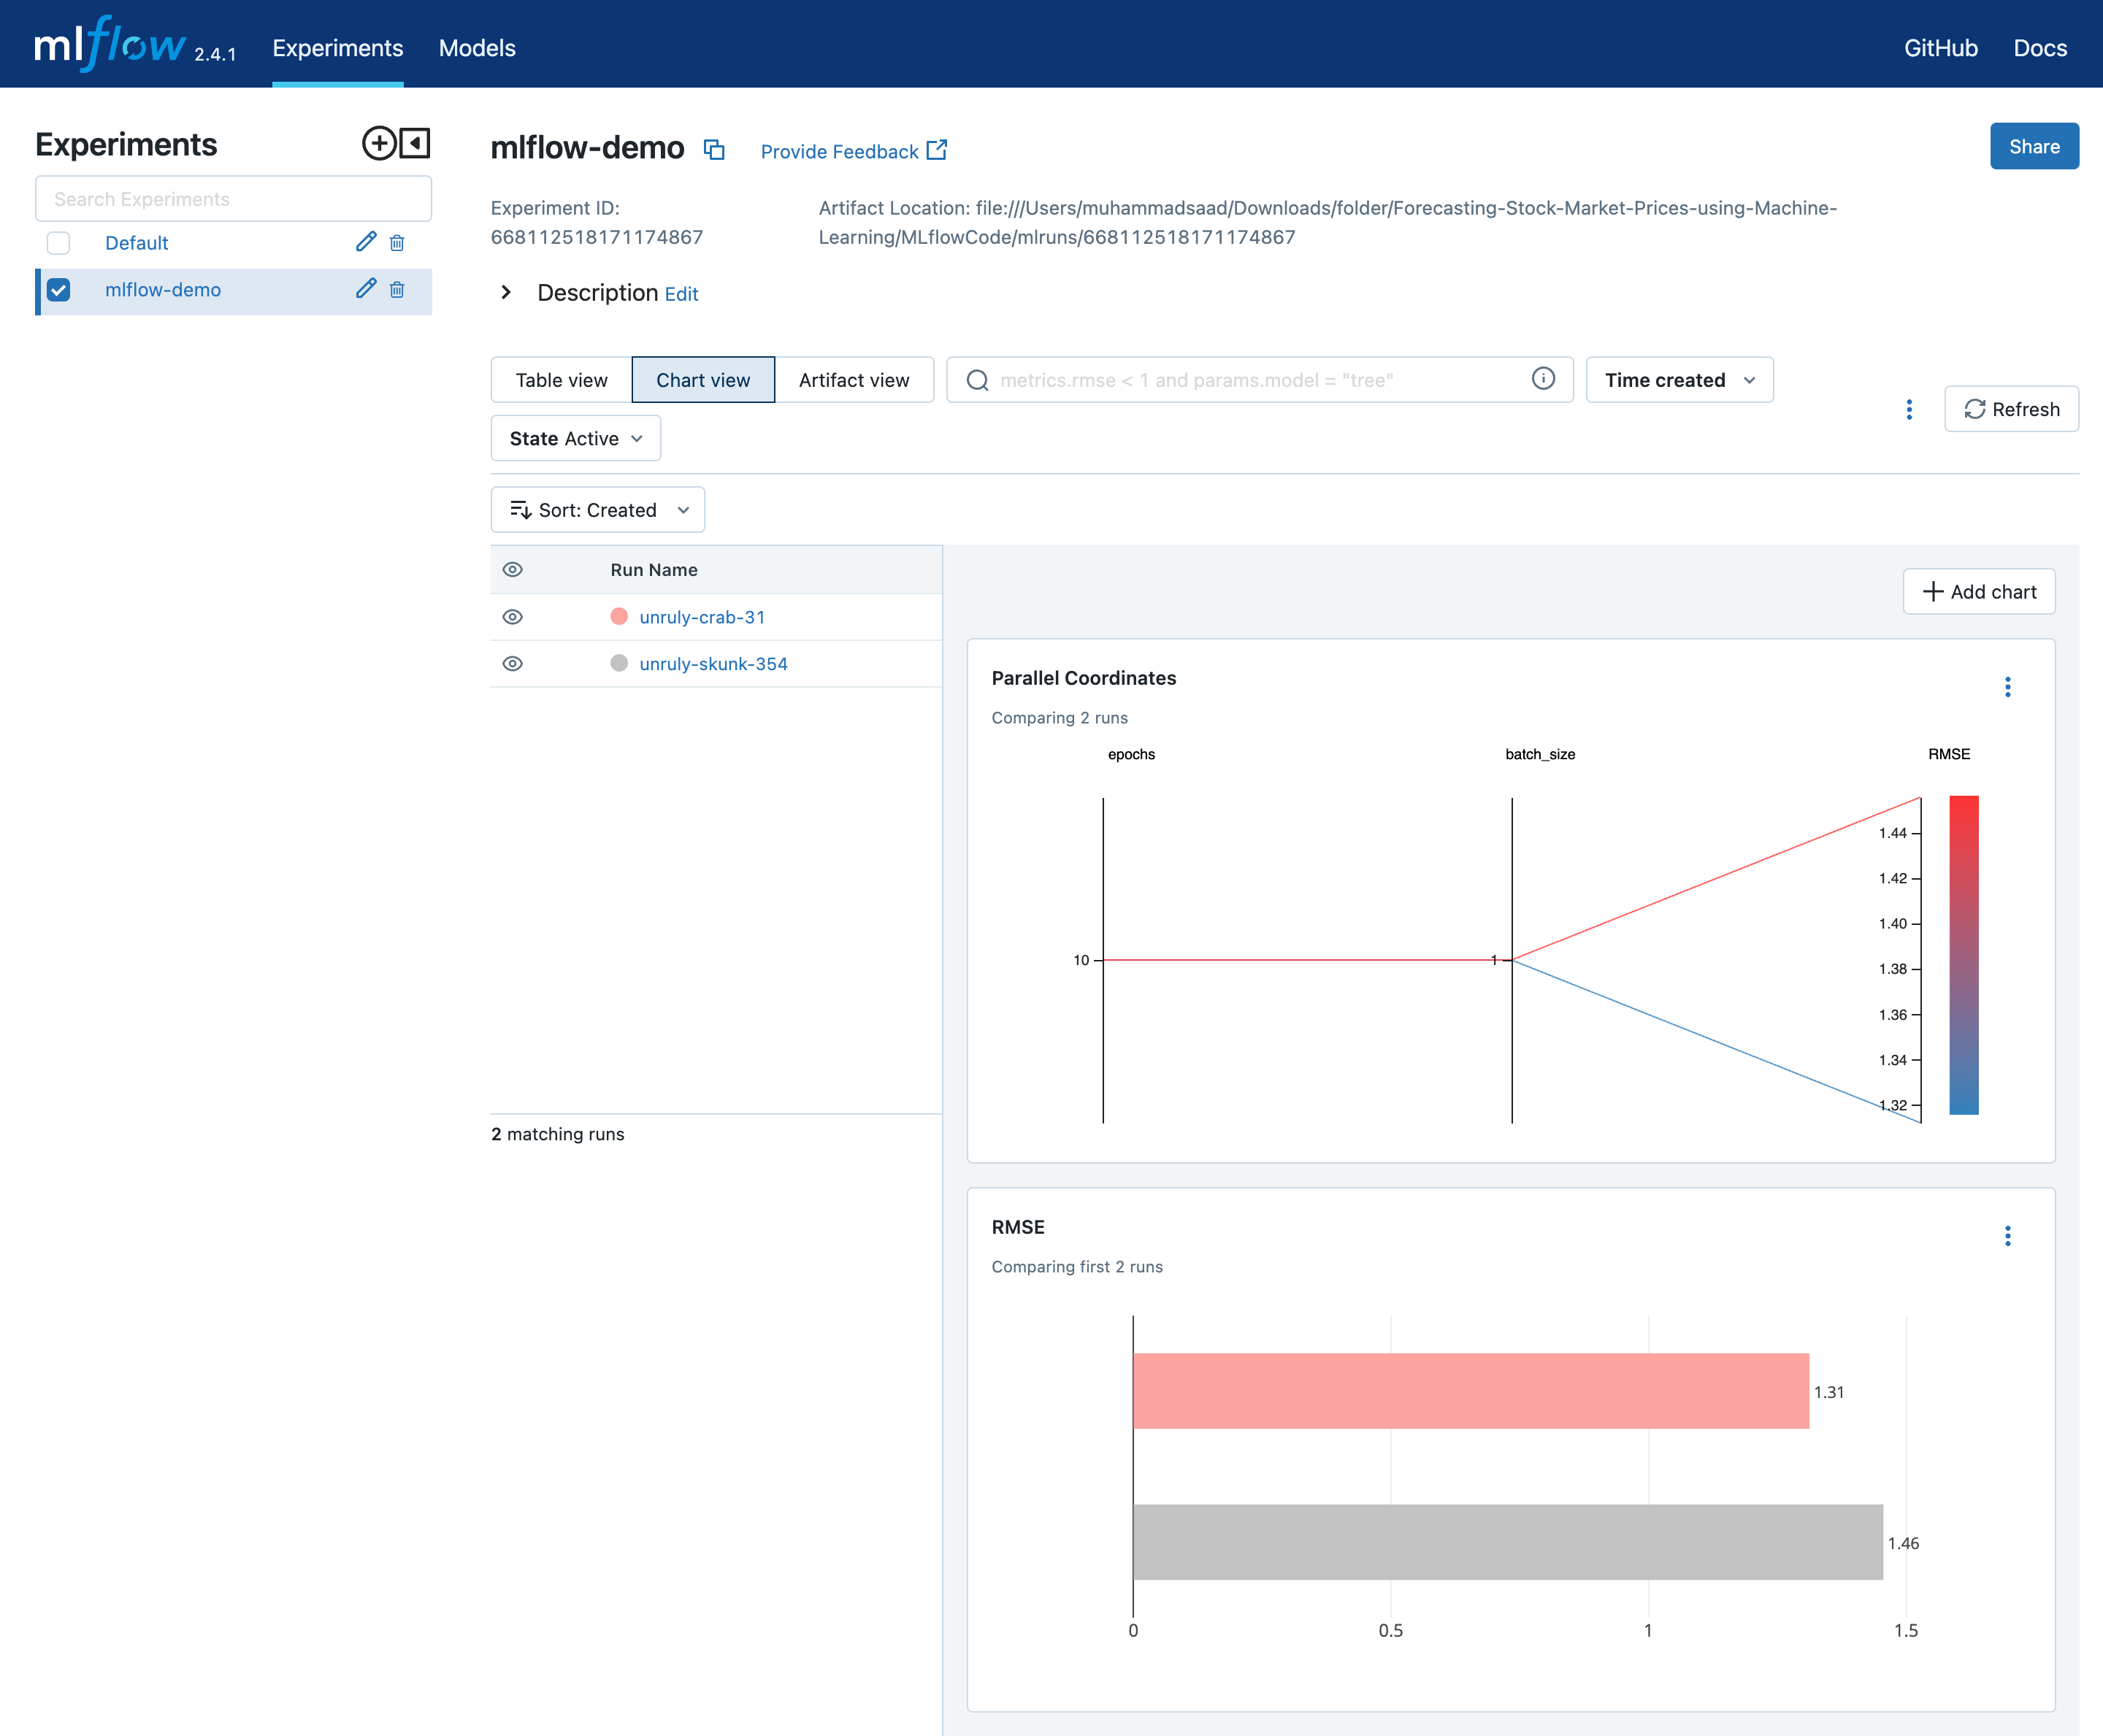 mlflow 2.4.1 Experiments Models GitHub Docs
Experiments
Search Experiments
Default
mlflow-demo
mlflow-demo Provide Feedback Share
Experiment ID:
668112518171174867
Artifact Location: file:///Users/muhammadsaad/Downloads/folder/Forecasting-Stock-Market-Prices-using-Machine-
Learning/MLflowCode/mlruns/668112518171174867
Description Edit
Table view Chart view Artifact view metrics.rmse < 1 and params.model = "tree" Time created
Refresh
State Active
Sort: Created
Run Name
unruly-crab-31
unruly-skunk-354
2 matching runs
Add chart
Parallel Coordinates
Comparing 2 runs
epochs batch_size RMSE
1.44
1.42
1.40
10 1
1.38
1.36
1.34
1.32
RMSE
Comparing first 2 runs
1.31
1.46
0 0.5 1 1.5